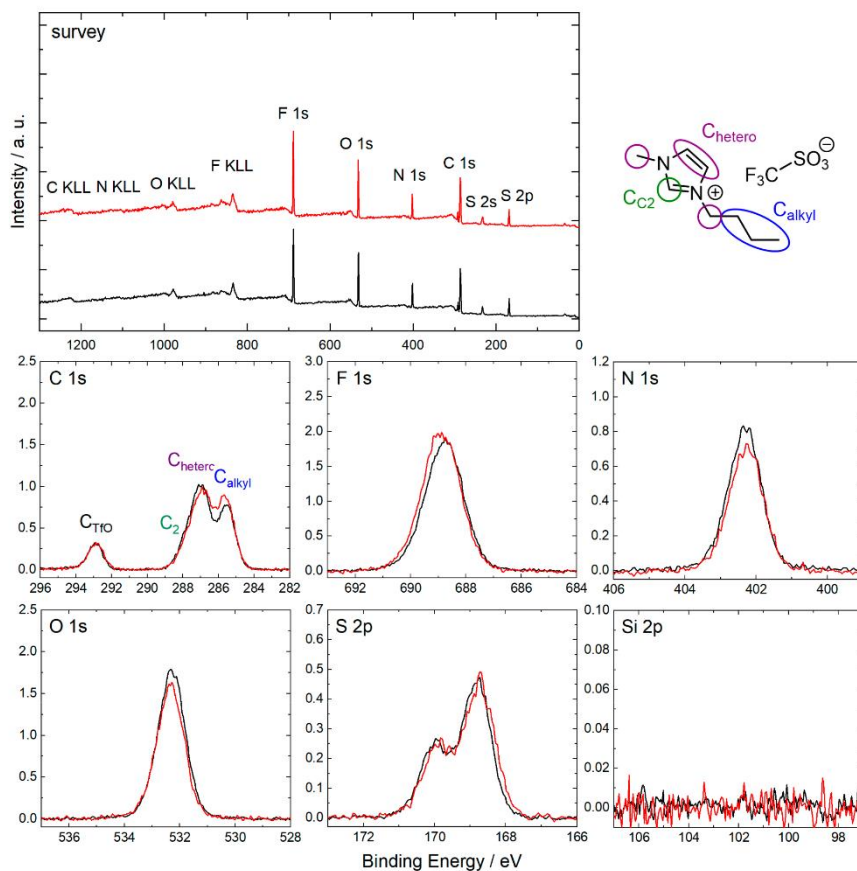 survey
Intensity / a. u.
C KLL
N KLL
O KLL
F KLL
F 1s
O 1s
N 1s
C 1s
S 2s
S 2p
1200 1000 800 600 400 200 0
C_hetero
N
C_C2
N
+
F₃C
SO₃
−
C_alkyl
C 1s
2.5
2.0
1.5
1.0
0.5
0.0
C_TfO
C_2
C_hetero
C_alkyl
296 294 292 290 288 286 284 282
F 1s
3.0
2.5
2.0
1.5
1.0
0.5
0.0
692 690 688 686 684
N 1s
1.2
1.0
0.8
0.6
0.4
0.2
0.0
406 404 402 400
O 1s
2.5
2.0
1.5
1.0
0.5
0.0
536 534 532 530 528
S 2p
0.7
0.6
0.5
0.4
0.3
0.2
0.1
0.0
172 170 168 166
Si 2p
0.10
0.08
0.06
0.04
0.02
0.00
106 104 102 100 98
Binding Energy / eV